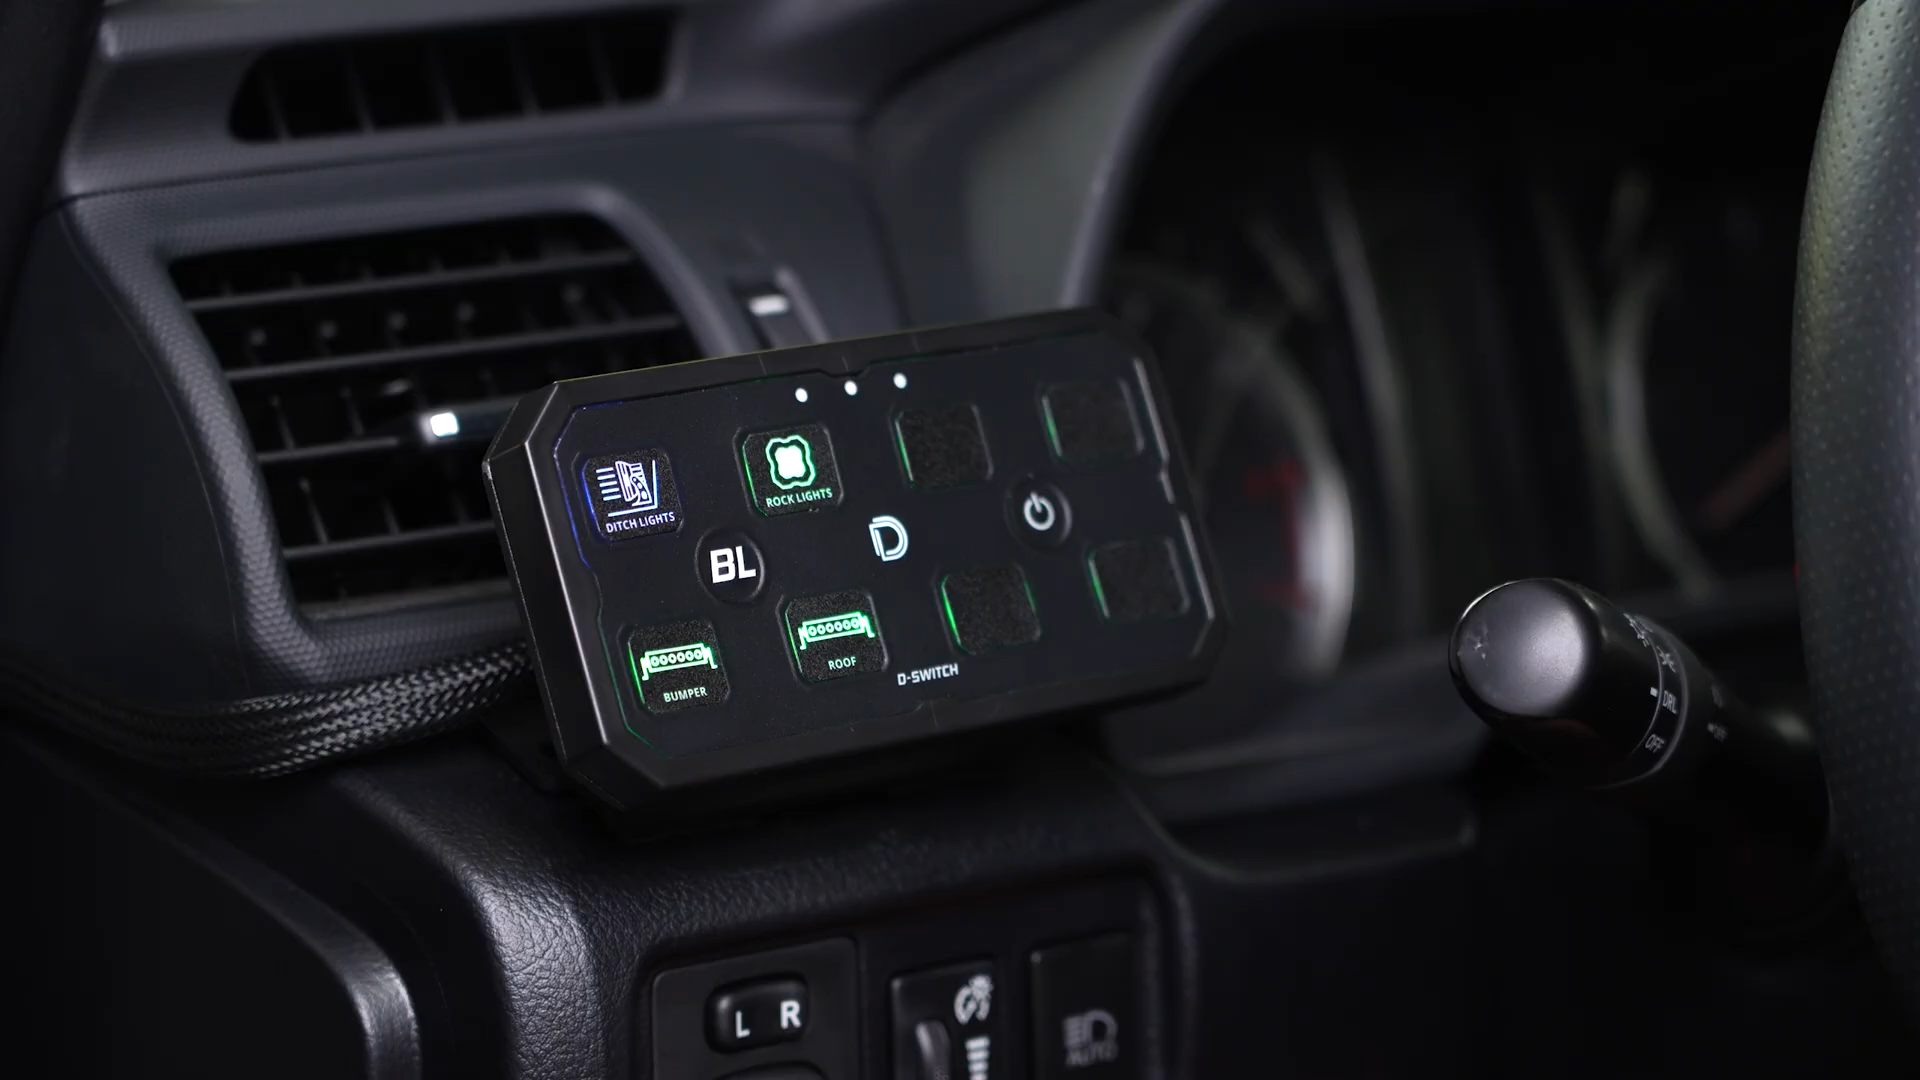 ROCK LIGHTS
DITCH LIGHTS
BL
D
ROOF
BUMPER
D-SWITCH
DRL
OFF
L R
AUTO